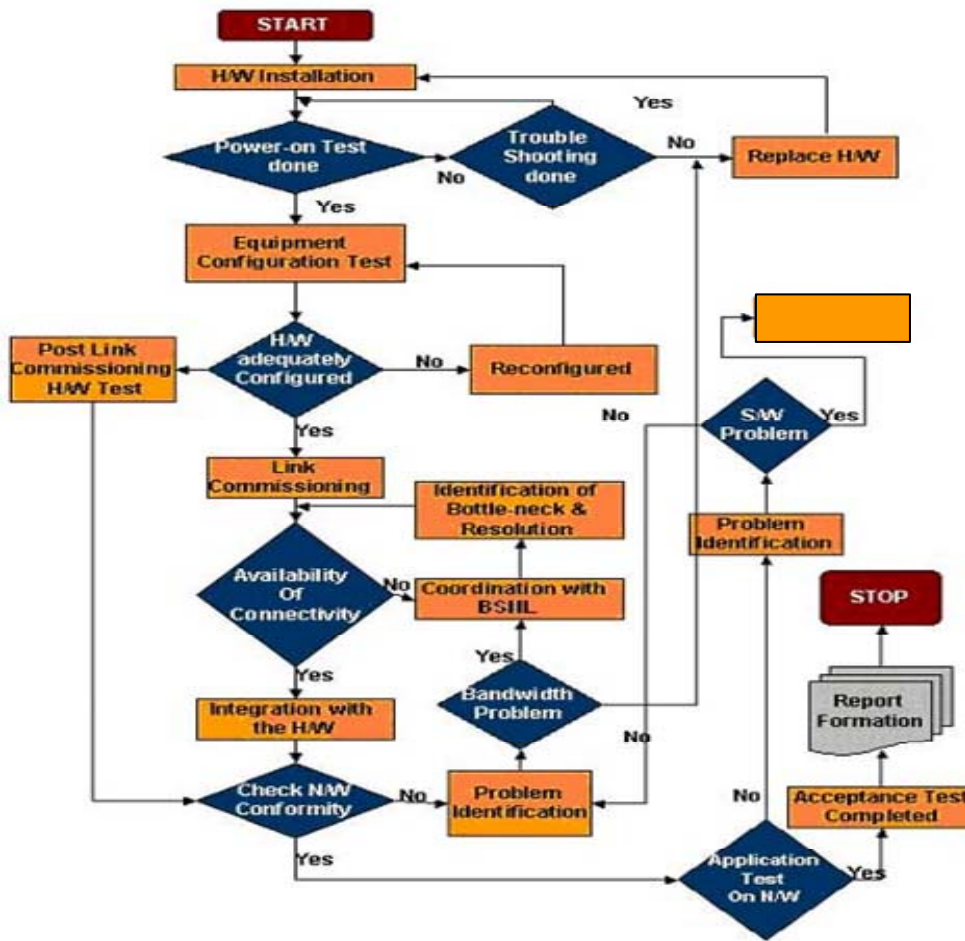 START
H/W Installation
Yes
Power-on Test
done
No
Trouble
Shooting
done
No
Replace H/W
Yes
Equipment
Configuration Test
Post Link
Commissioning
H/W Test
H/W
adequately
Configured
No
Reconfigured
No
S/W
Problem
Yes
Yes
Link
Commissioning
Identification of
Bottle-neck &
Resolution
Problem
Identification
Availability
Of
Connectivity
No
Coordination with
BSHL
STOP
Yes
Yes
Integration with
the H/W
Bandwidth
Problem
No
Report
Formation
Check N/W
Conformity
No
Problem
Identification
No
Acceptance Test
Completed
Yes
Application
Test
On N/W
Yes